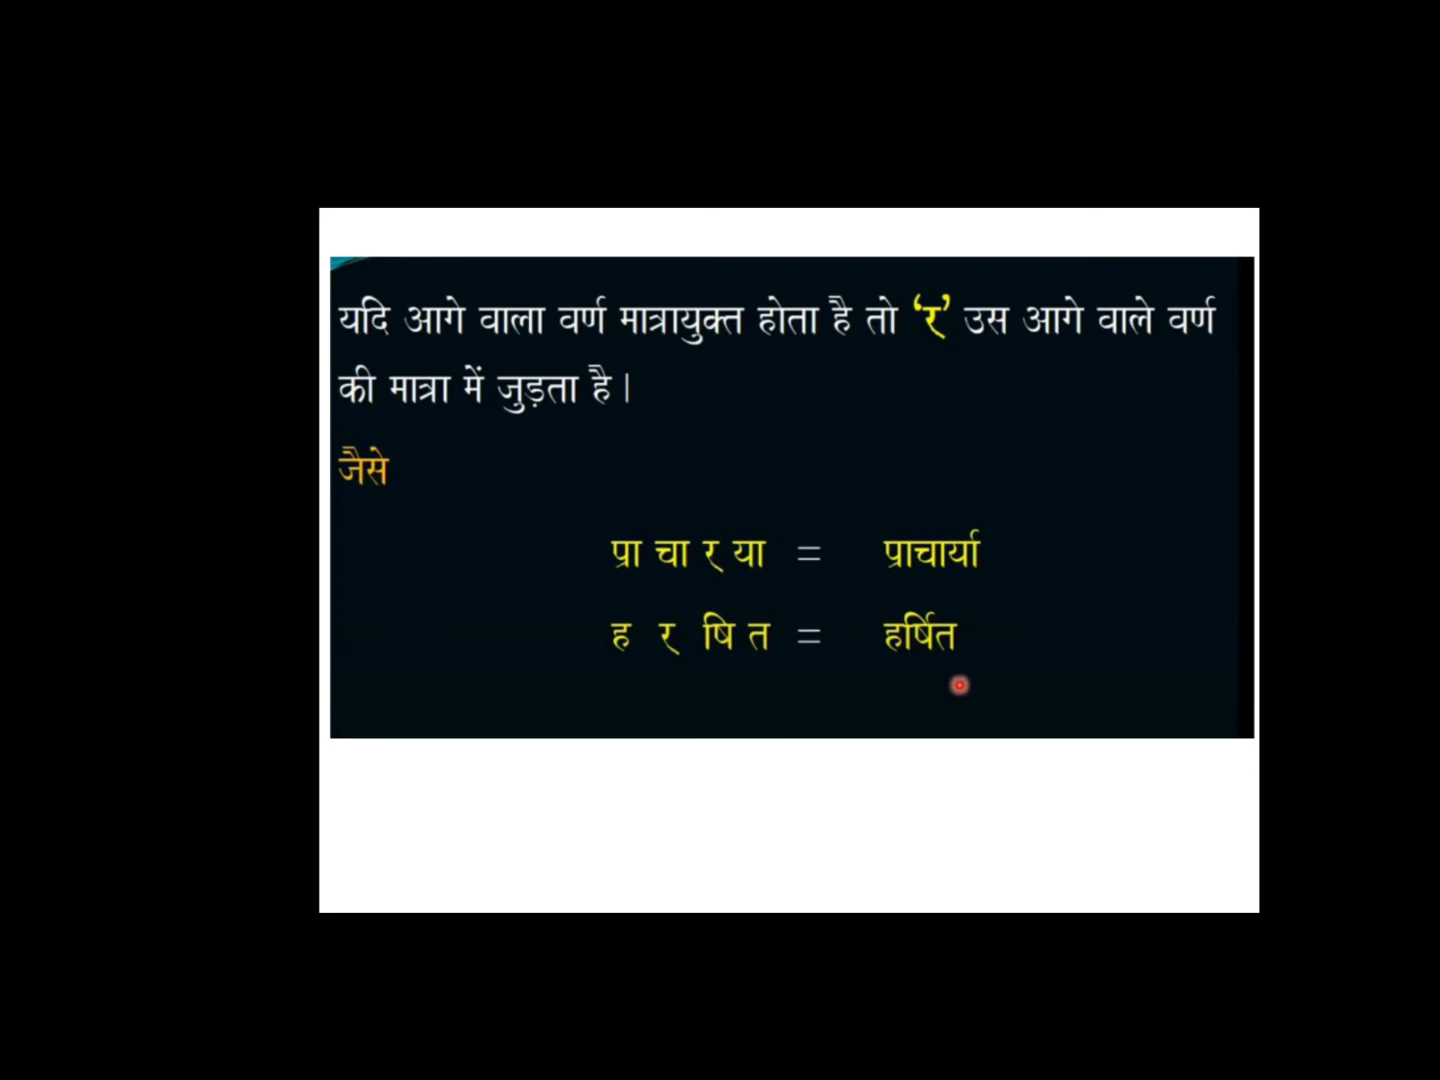 यदि आगे वाला वर्ण मात्रायुक्त होता है तो ‘र्’ उस आगे वाले वर्ण
की मात्रा में जुड़ता है।
जैसे
प्रा चा र् या = प्राचार्या
ह र् षि त = हर्षित